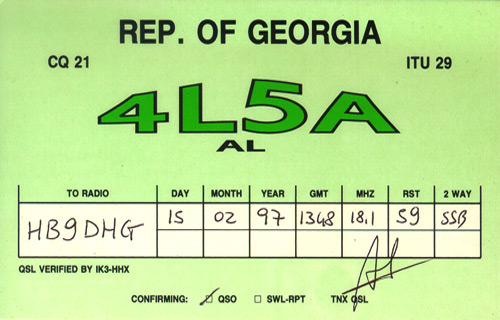 REP. OF GEORGIA
CQ 21 ITU 29
4L5A
AL
TO RADIO DAY MONTH YEAR GMT MHZ RST 2 WAY
HB9DHG 15 02 97 1348 18.1 59 SSB
QSL VERIFIED BY IK3-HHX
CONFIRMING: ☑ QSO ☐ SWL-RPT TNX QSL